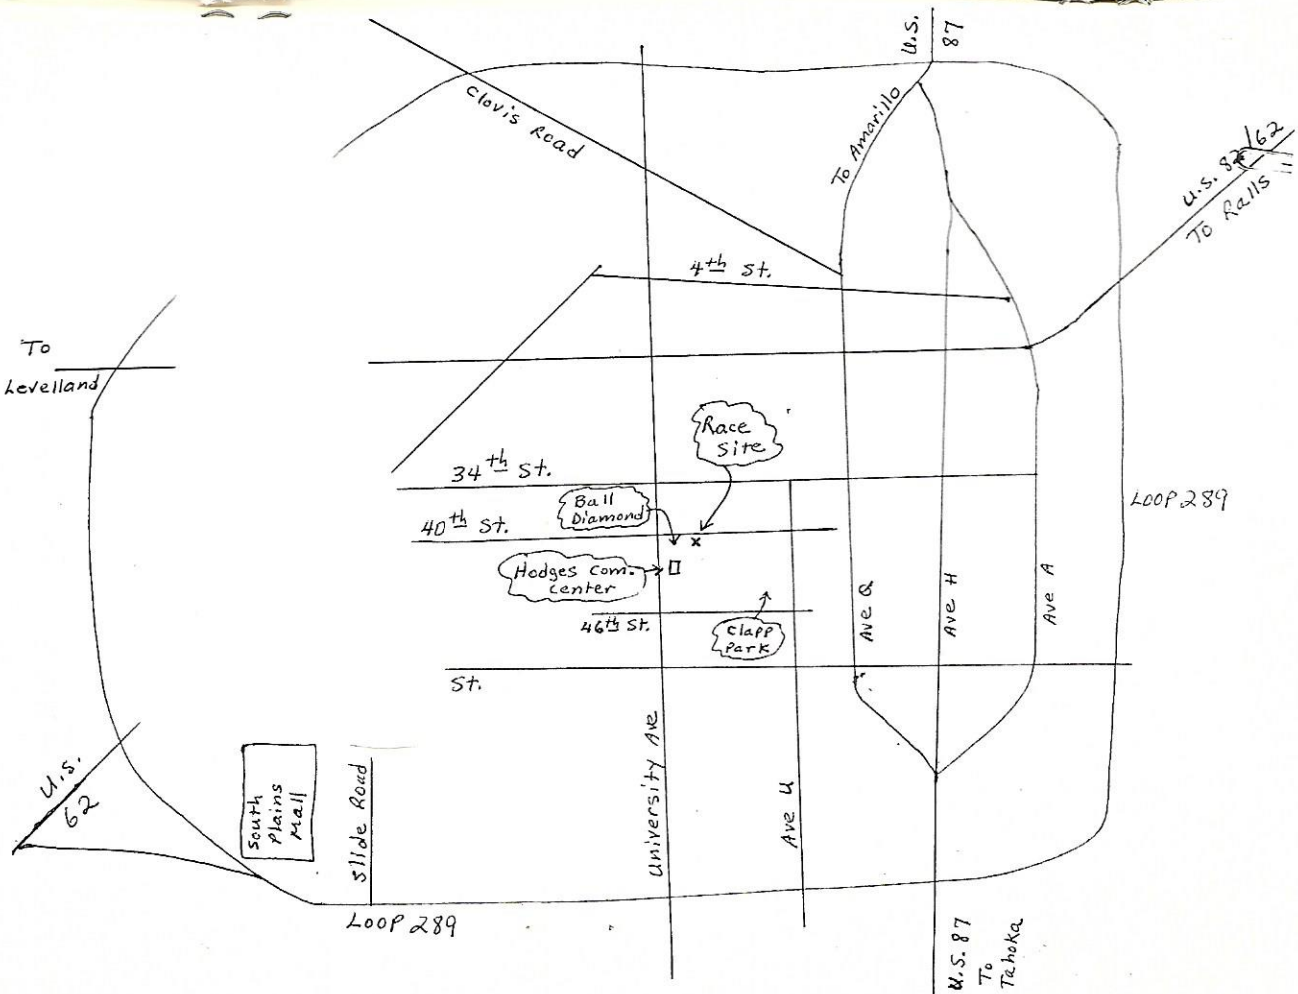 U.S.
87
Clovis Road
To Amarillo
U.S. 82/62
To Ralls
4th St.
To
Levelland
Race
Site
34th St.
Ball
Diamond
LOOP 289
40th St.
Hodges Com.
Center
46th St.
Clapp
Park
Ave Q
Ave H
Ave A
St.
U.S.
62
South
Plains
Mall
Slide Road
University Ave
Ave U
LOOP 289
U.S. 87
To
Tahoka